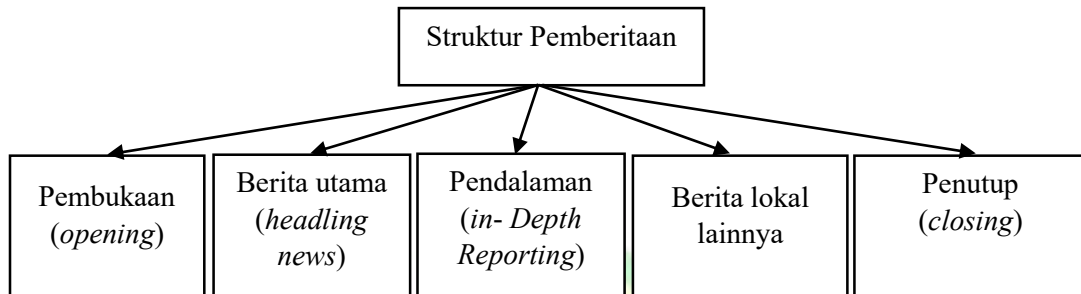 Struktur Pemberitaan
Pembukaan
(opening)
Berita utama
(headling
news)
Pendalaman
(in- Depth
Reporting)
Berita lokal
lainnya
Penutup
(closing)